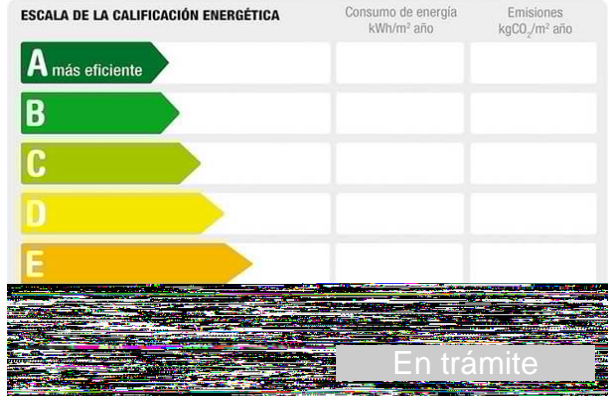 ESCALA DE LA CALIFICACIÓN ENERGÉTICA
Consumo de energía
kWh/m² año
Emisiones
kgCO₂/m² año
A más eficiente
B
C
D
E
En trámite